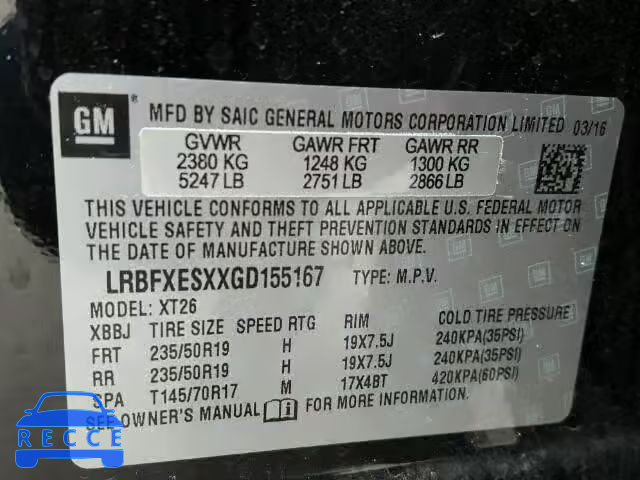 GM ® MFD BY SAIC GENERAL MOTORS CORPORATION LIMITED 03/16
GVWR GAWR FRT GAWR RR
2380 KG 1248 KG 1300 KG
5247 LB 2751 LB 2866 LB
THIS VEHICLE CONFORMS TO ALL APPLICABLE U.S. FEDERAL MOTOR
VEHICLE SAFETY AND THEFT PREVENTION STANDARDS IN EFFECT ON
THE DATE OF MANUFACTURE SHOWN ABOVE.
LRBFXESXXGD155167 TYPE: M.P.V.
MODEL: XT26
XBBJ TIRE SIZE SPEED RTG RIM COLD TIRE PRESSURE
FRT 235/50R19 H 19X7.5J 240KPA(35PSI)
RR 235/50R19 H 19X7.5J 240KPA(35PSI)
SPA T145/70R17 M 17X4BT 420KPA(60PSI)
SEE OWNER'S MANUAL FOR MORE INFORMATION.
RECCE